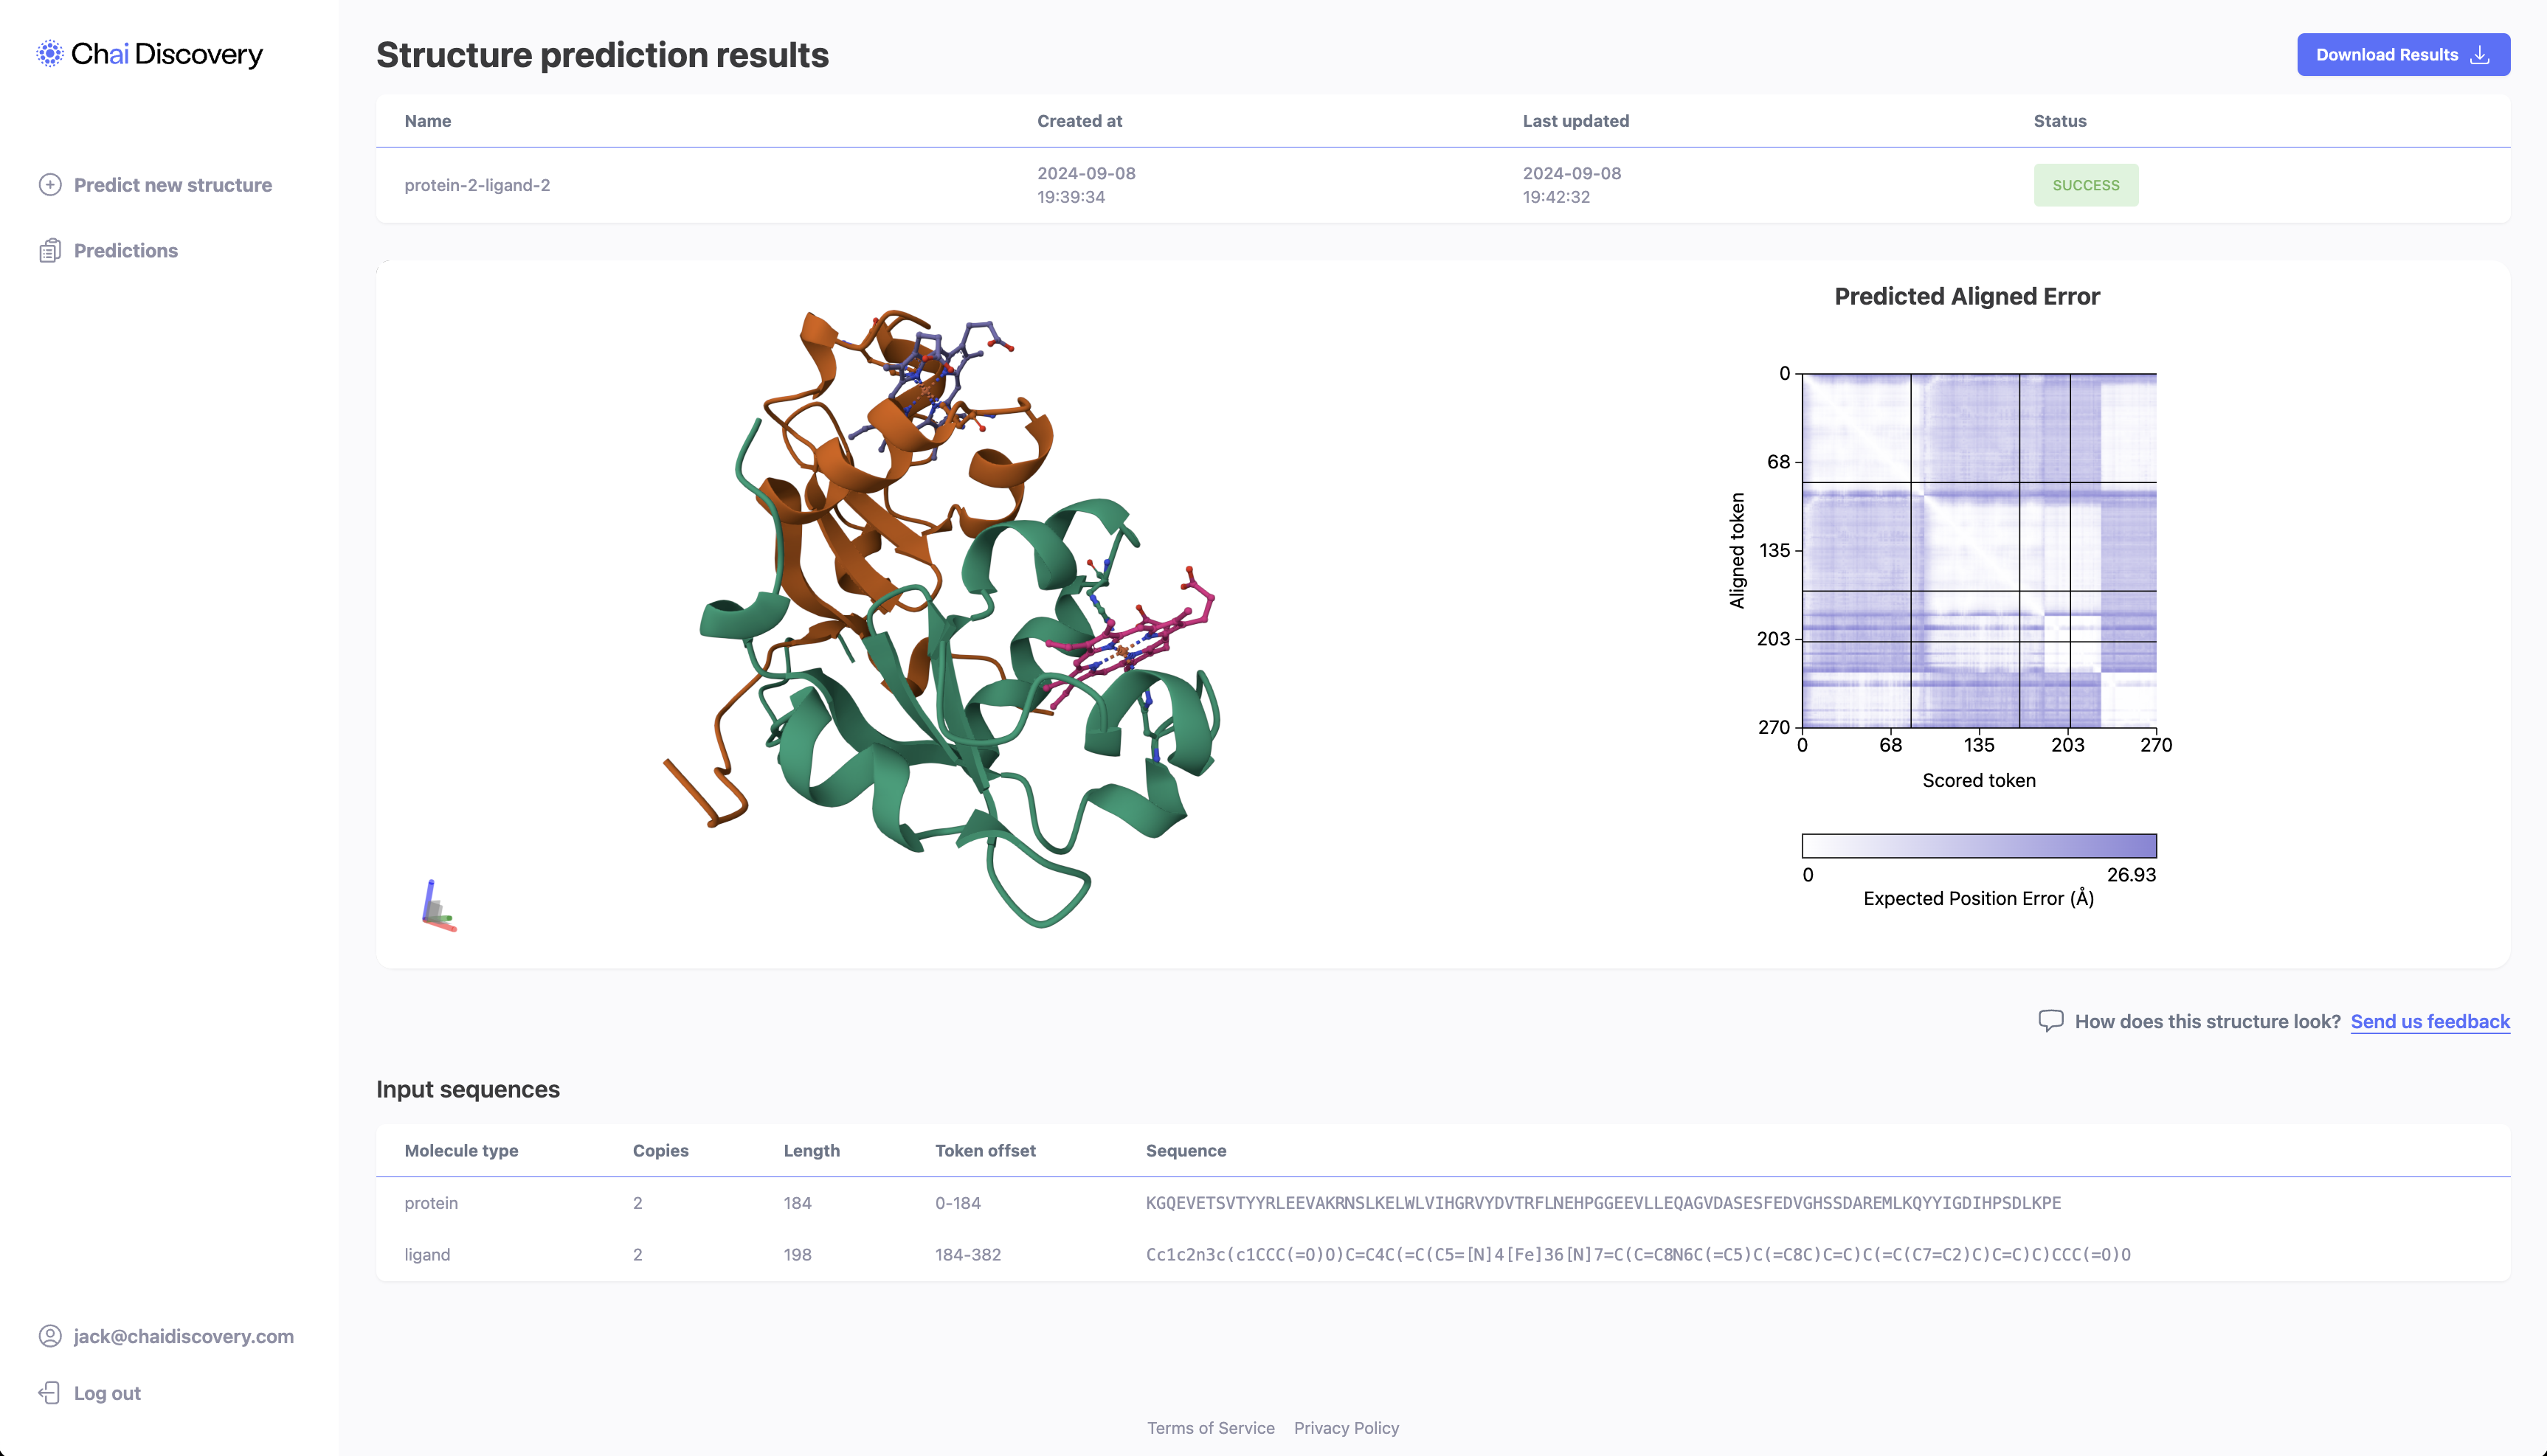 Chai Discovery
Predict new structure
Predictions
jack@chaidiscovery.com
Log out
Structure prediction results
Download Results
Name Created at Last updated Status
protein-2-ligand-2 2024-09-08 19:39:34 2024-09-08 19:42:32 SUCCESS
Predicted Aligned Error
0
68
135
203
270
Aligned token
0 68 135 203 270
Scored token
0 26.93
Expected Position Error (Å)
How does this structure look? Send us feedback
Input sequences
Molecule type Copies Length Token offset Sequence
protein 2 184 0-184 KGQEVETSVTYYRLEEVAKRNSLKELWLVIHGRVYDVTRFLNEHPGGEEVLLEQAGVDASESFEDVGHSSDAREMLKQYYIGDIHPSDLKPE
ligand 2 198 184-382 Cc1c2n3c(c1CCC(=O)O)C=C4C(=C(C5=[N]4[Fe]36[N]7=C(C=C8N6C(=C5)C(=C8C)C=C)C(=C(C7=C2)C)C=C)C)CCC(=O)O
Terms of Service Privacy Policy